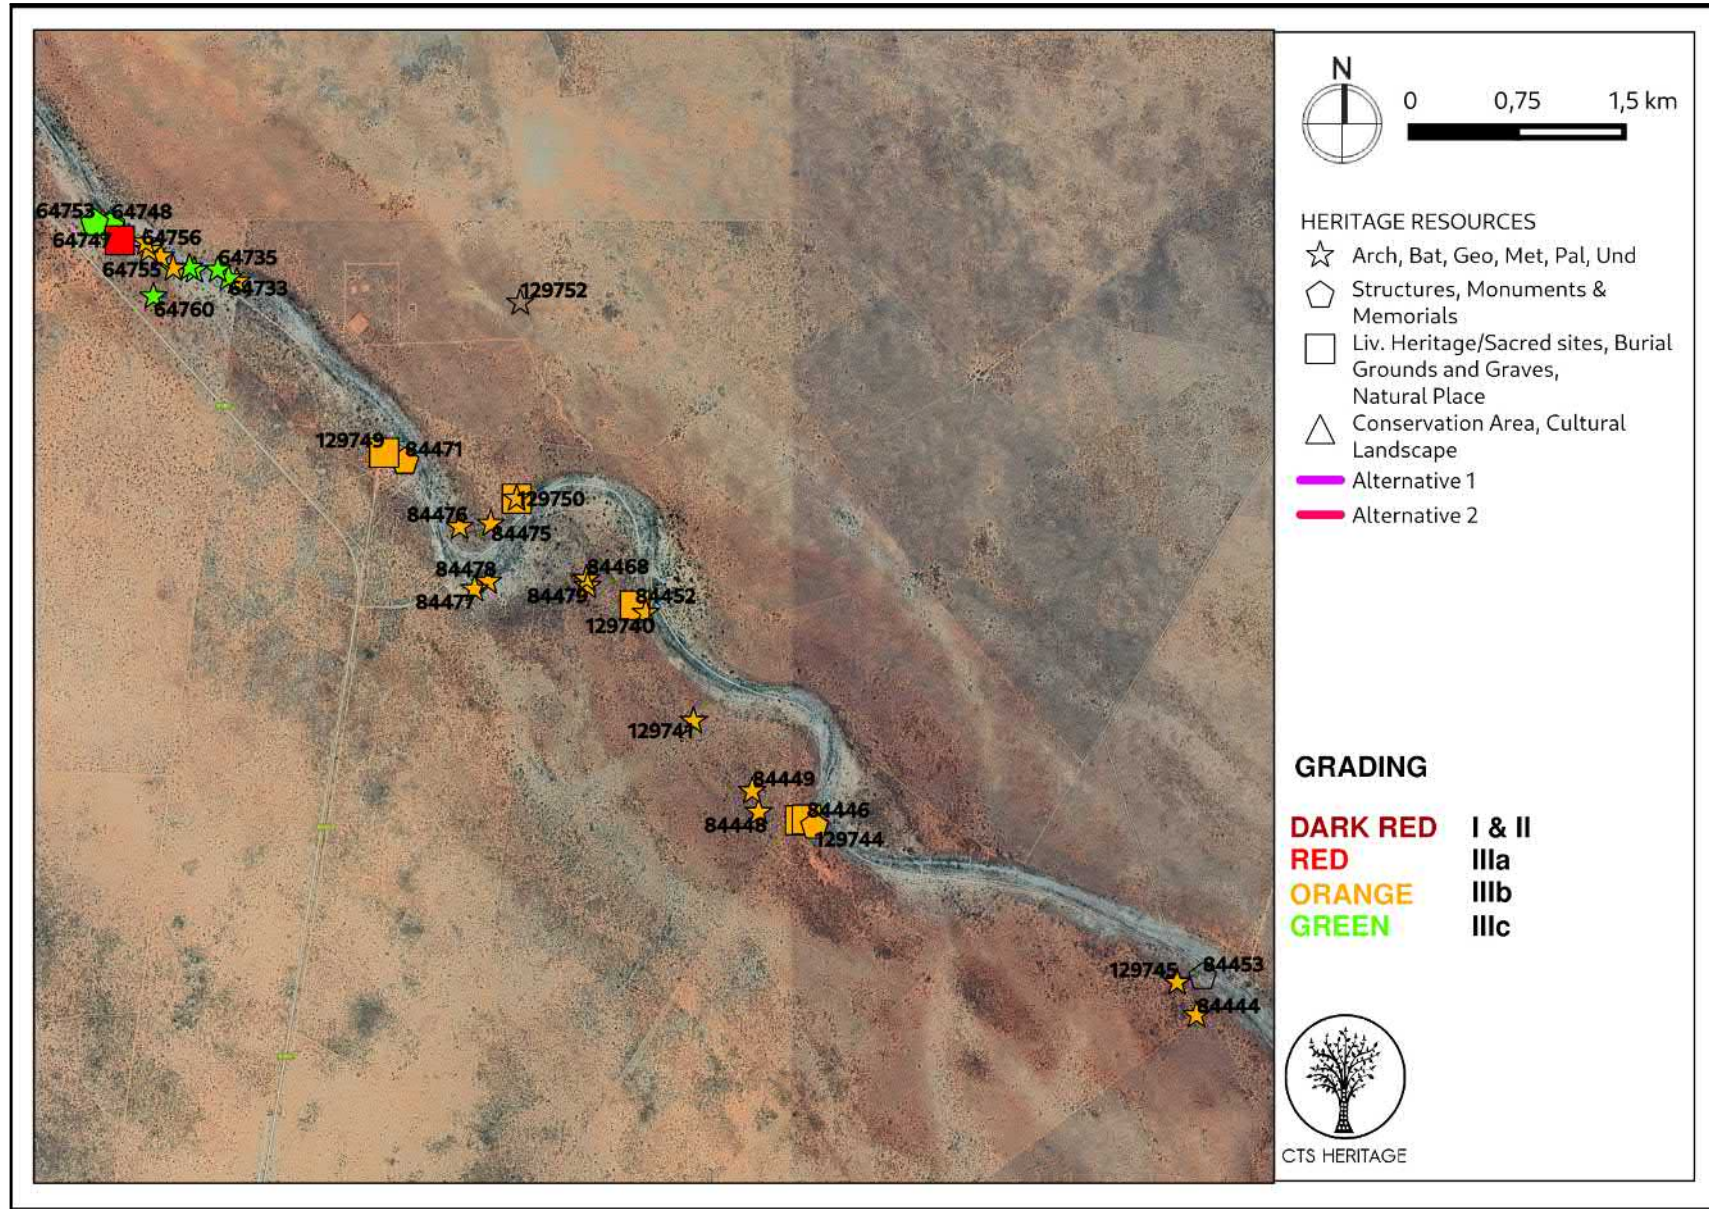 64753 64748
64747 64756
64755 64735
64733
64760
129752
129749 84471
129750
84476
84475
84478
84477
84468
84479
84452
129740
129741
84449
84448
84446
129744
129745 84453
84444
N
0 0,75 1,5 km
HERITAGE RESOURCES
Arch, Bat, Geo, Met, Pal, Und
Structures, Monuments &
Memorials
Liv. Heritage/Sacred sites, Burial
Grounds and Graves,
Natural Place
Conservation Area, Cultural
Landscape
Alternative 1
Alternative 2
GRADING
DARK RED I & II
RED IIIa
ORANGE IIIb
GREEN IIIc
CTS HERITAGE